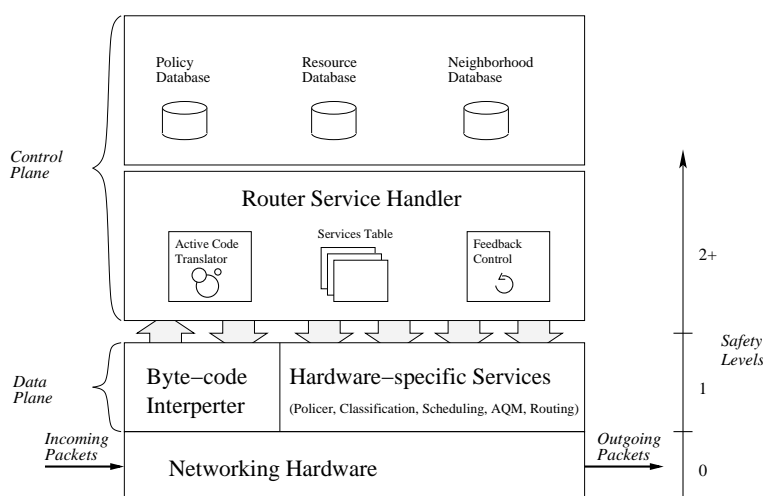 Policy
Database
Resource
Database
Neighborhood
Database
Control
Plane
Router Service Handler
Active Code
Translator
Services Table
Feedback
Control
2+
Safety
Levels
Data
Plane
Byte−code
Interperter
Hardware−specific Services
(Policer, Classification, Scheduling, AQM, Routing)
1
Incoming
Packets
Outgoing
Packets
Networking Hardware
0